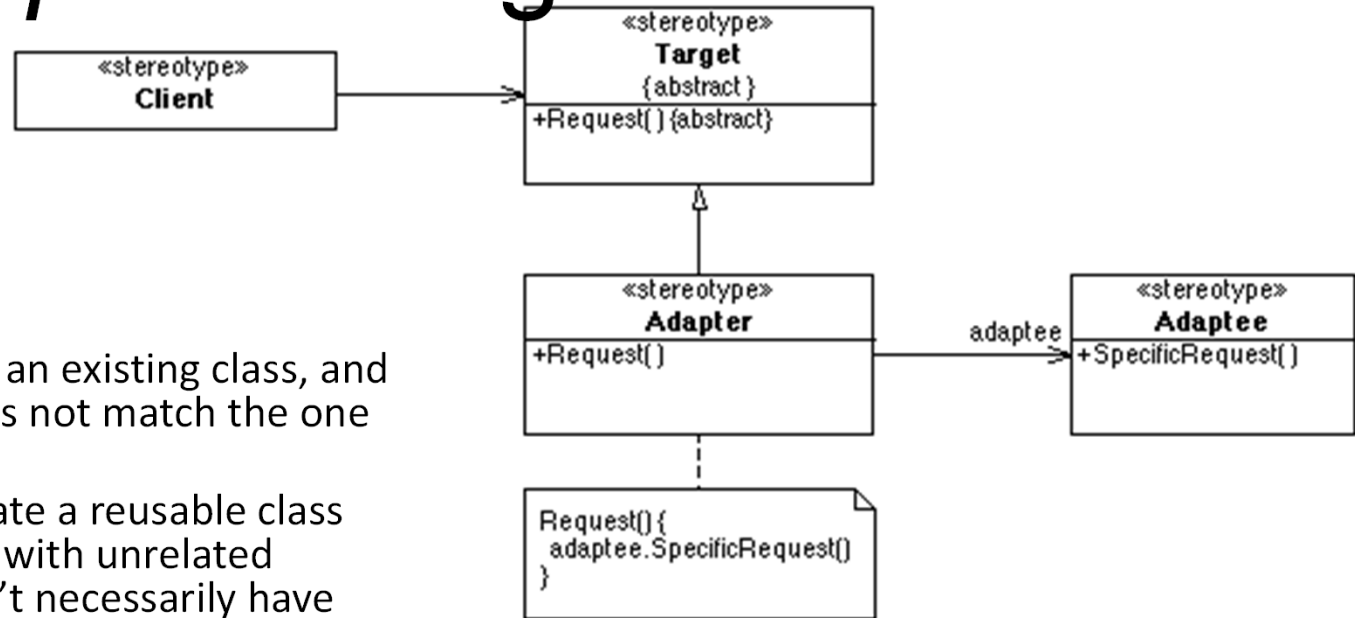 «stereotype»
Client
«stereotype»
Target
{abstract}
+Request() {abstract}
«stereotype»
Adapter
+Request()
adaptee
«stereotype»
Adaptee
+SpecificRequest()
Request() {
adaptee.SpecificRequest()
}
an existing class, and
s not match the one
ate a reusable class
with unrelated
't necessarily have